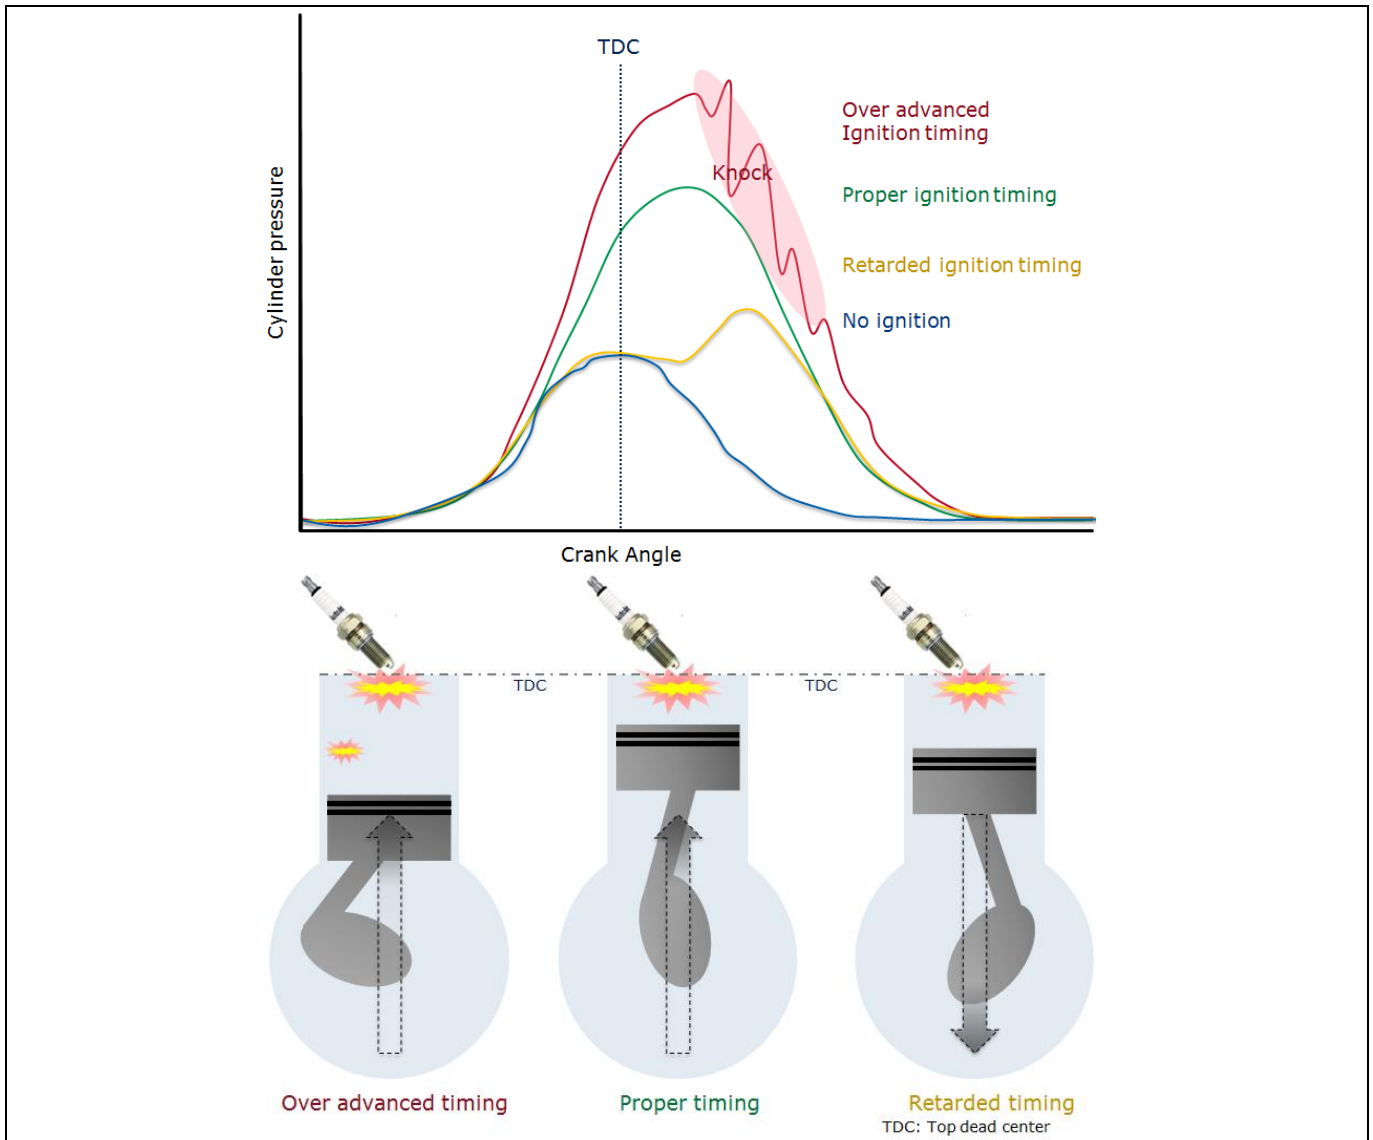 TDC
Over advanced
Ignition timing
Knock
Proper ignition timing
Retarded ignition timing
No ignition
Cylinder pressure
Crank Angle
TDC
TDC
Over advanced timing
Proper timing
Retarded timing
TDC: Top dead center